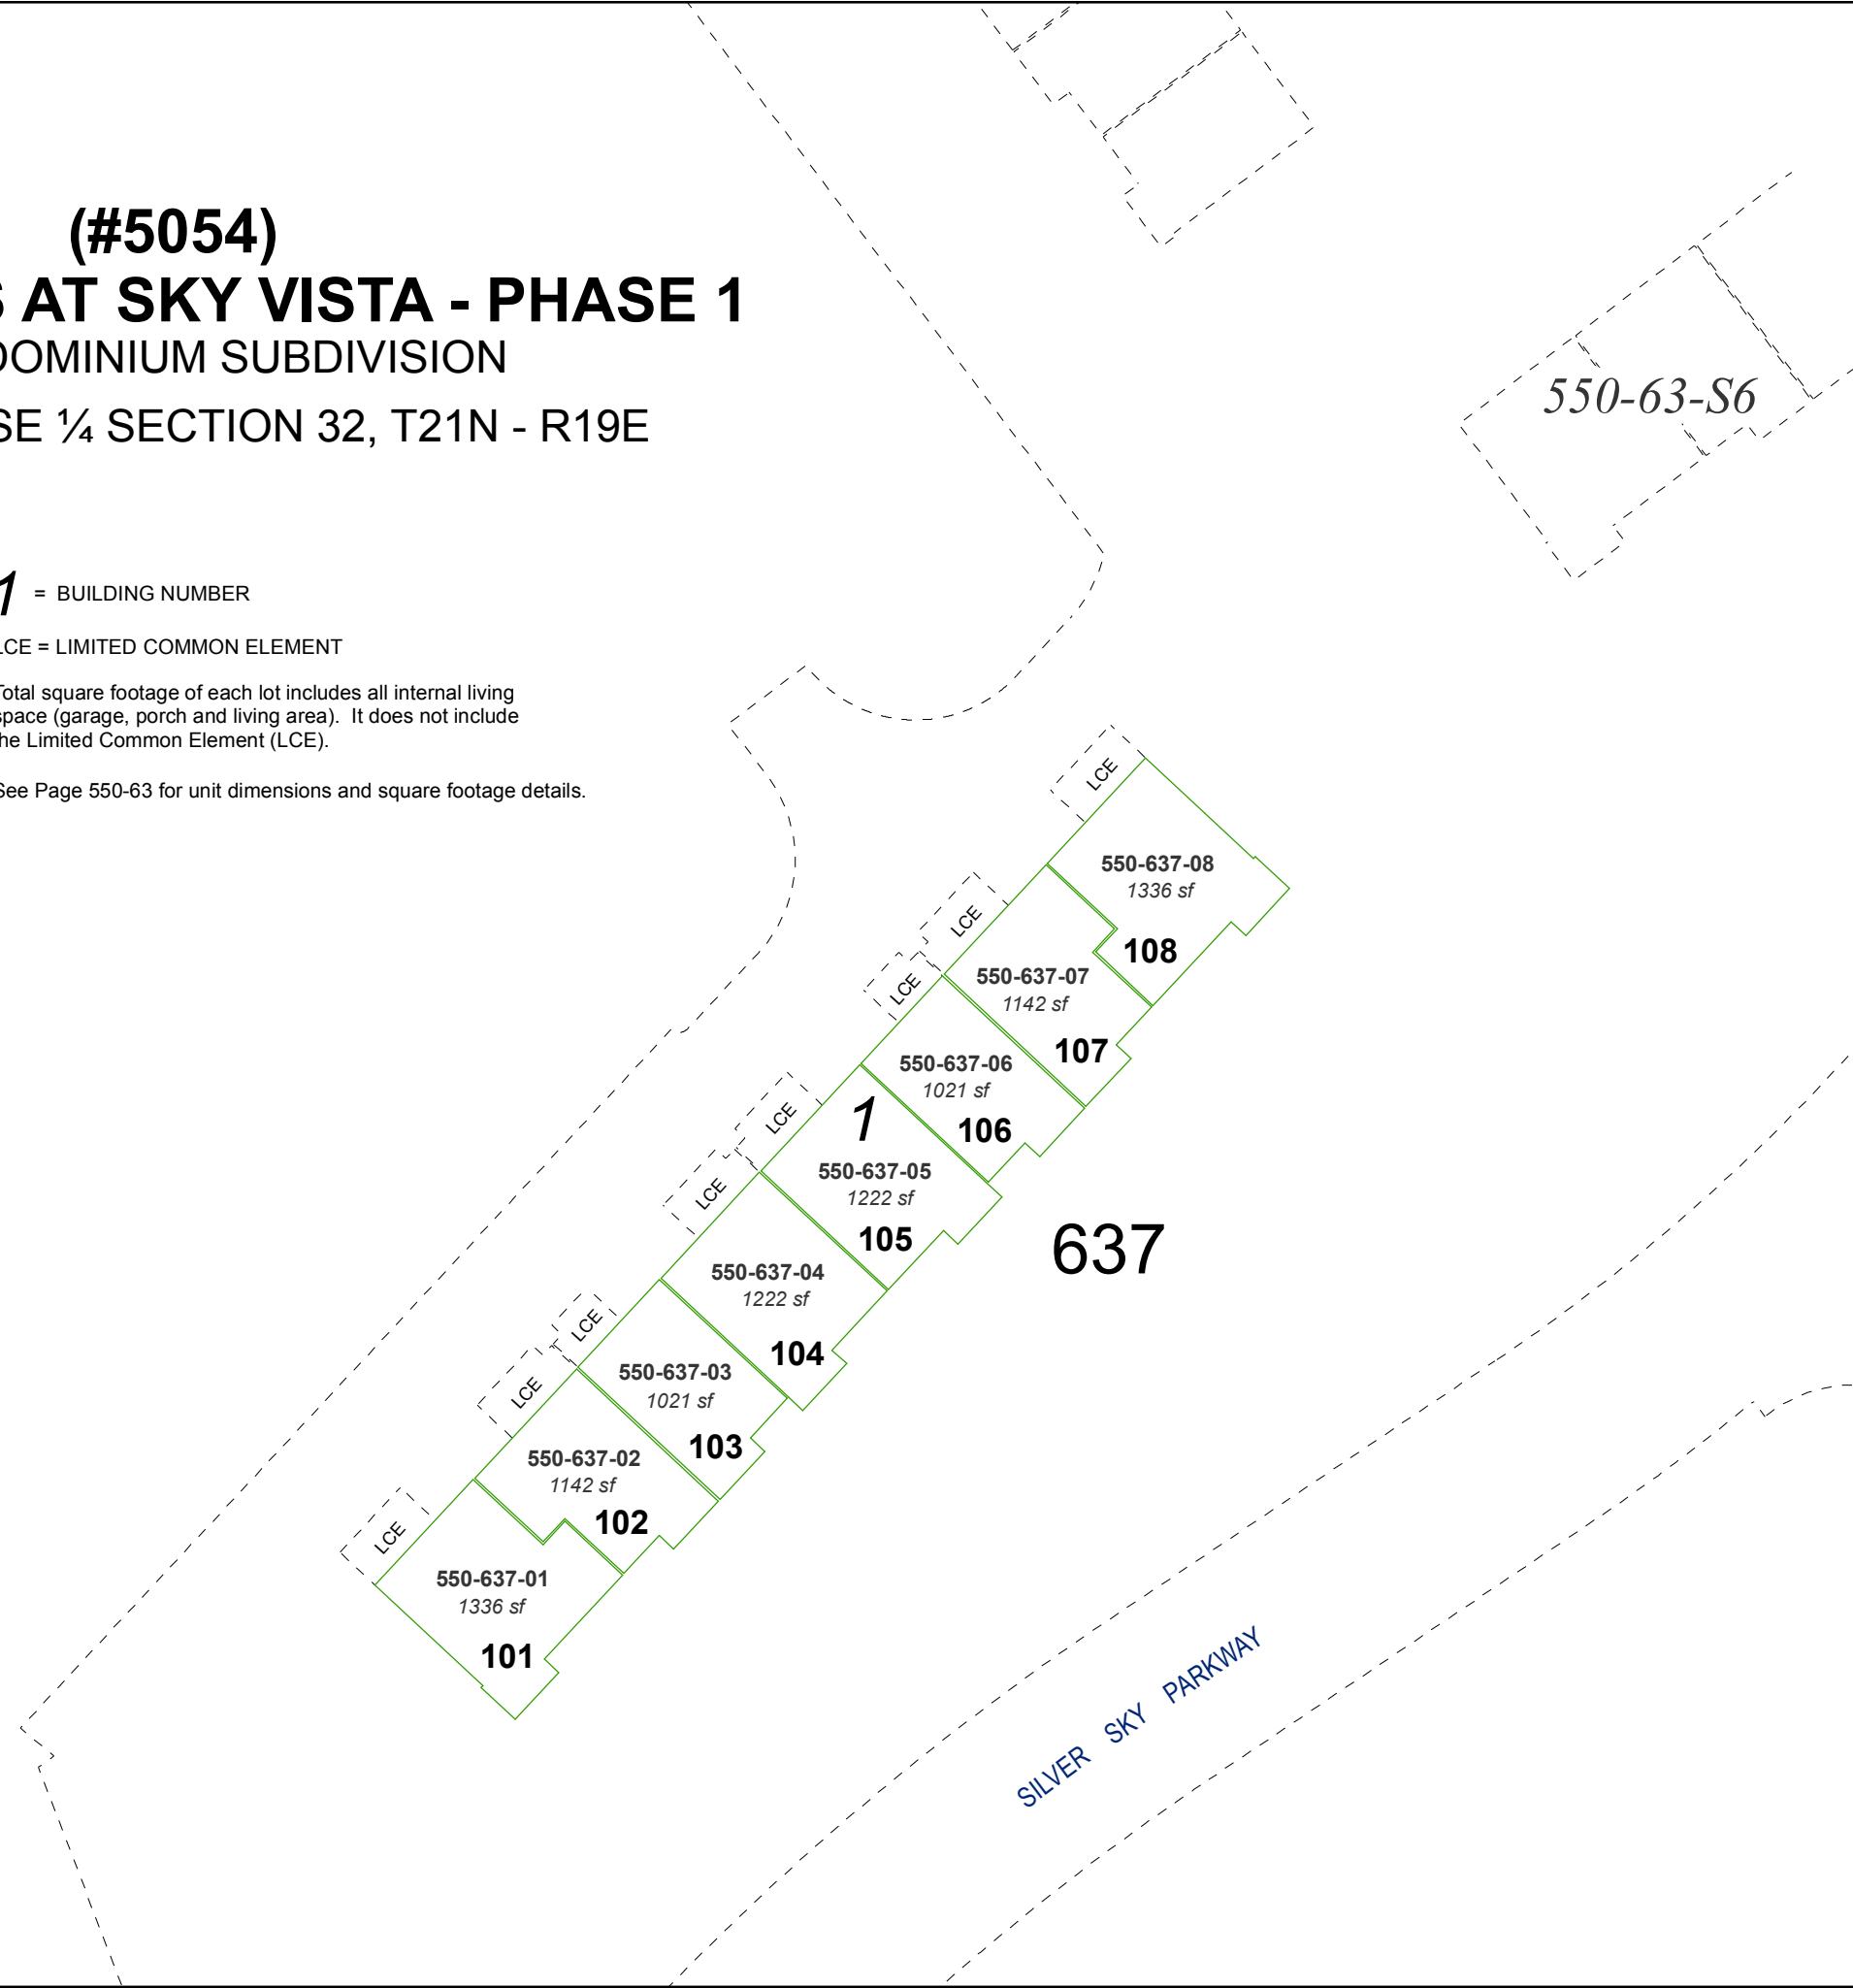 (#5054)
S AT SKY VISTA - PHASE 1
DOMINIUM SUBDIVISION
SE ¼ SECTION 32, T21N - R19E
550-63-S6
1 = BUILDING NUMBER
LCE = LIMITED COMMON ELEMENT
Total square footage of each lot includes all internal living
space (garage, porch and living area). It does not include
the Limited Common Element (LCE).
See Page 550-63 for unit dimensions and square footage details.
LCE
550-637-08
1336 sf
108
LCE
550-637-07
1142 sf
107
LCE
550-637-06
1021 sf
106
LCE
1
550-637-05
1222 sf
105
637
LCE
550-637-04
1222 sf
104
LCE
550-637-03
1021 sf
103
LCE
550-637-02
1142 sf
102
LCE
550-637-01
1336 sf
101
SILVER SKY PARKWAY